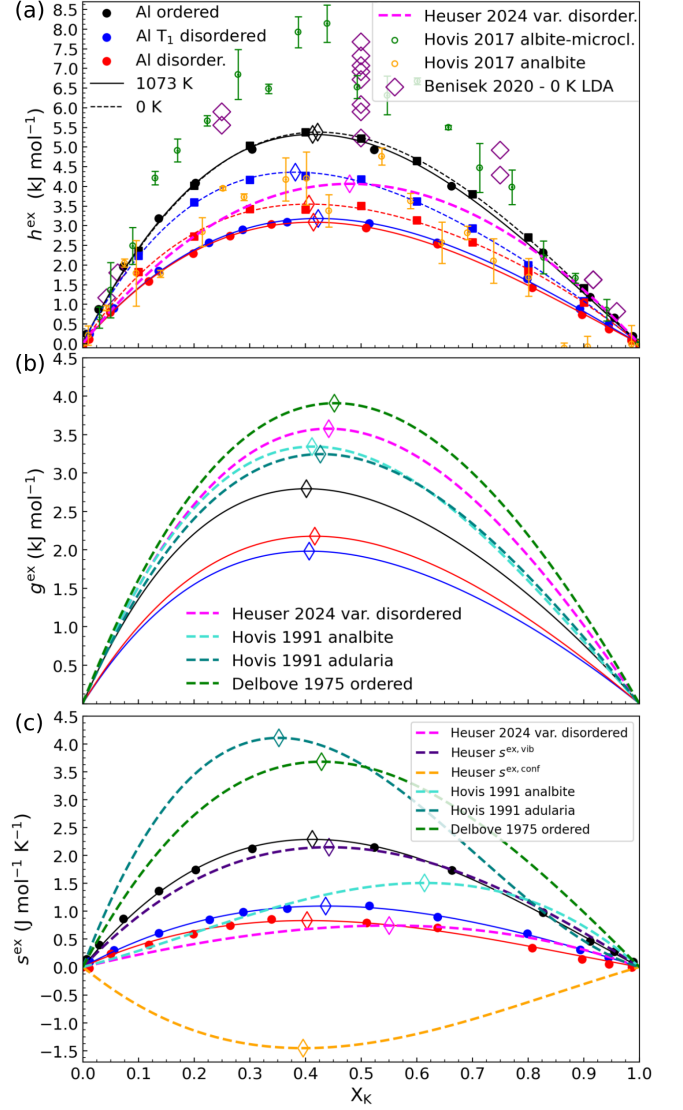 (a)
8.5
8.0
7.5
7.0
6.5
6.0
5.5
5.0
4.5
4.0
3.5
3.0
2.5
2.0
1.5
1.0
0.5
0.0
h^ex (kJ mol⁻¹)
Al ordered
Al T₁ disordered
Al disorder.
1073 K
0 K
Heuser 2024 var. disorder.
Hovis 2017 albite-microcl.
Hovis 2017 analbite
Benisek 2020 - 0 K LDA
(b)
4.5
4.0
3.5
3.0
2.5
2.0
1.5
1.0
0.5
g^ex (kJ mol⁻¹)
Heuser 2024 var. disordered
Hovis 1991 analbite
Hovis 1991 adularia
Delbove 1975 ordered
(c)
4.5
4.0
3.5
3.0
2.5
2.0
1.5
1.0
0.5
0.0
−0.5
−1.0
−1.5
s^ex (J mol⁻¹ K⁻¹)
Heuser 2024 var. disordered
Heuser s^ex,vib
Heuser s^ex,conf
Hovis 1991 analbite
Hovis 1991 adularia
Delbove 1975 ordered
0.0 0.1 0.2 0.3 0.4 0.5 0.6 0.7 0.8 0.9 1.0
X_K